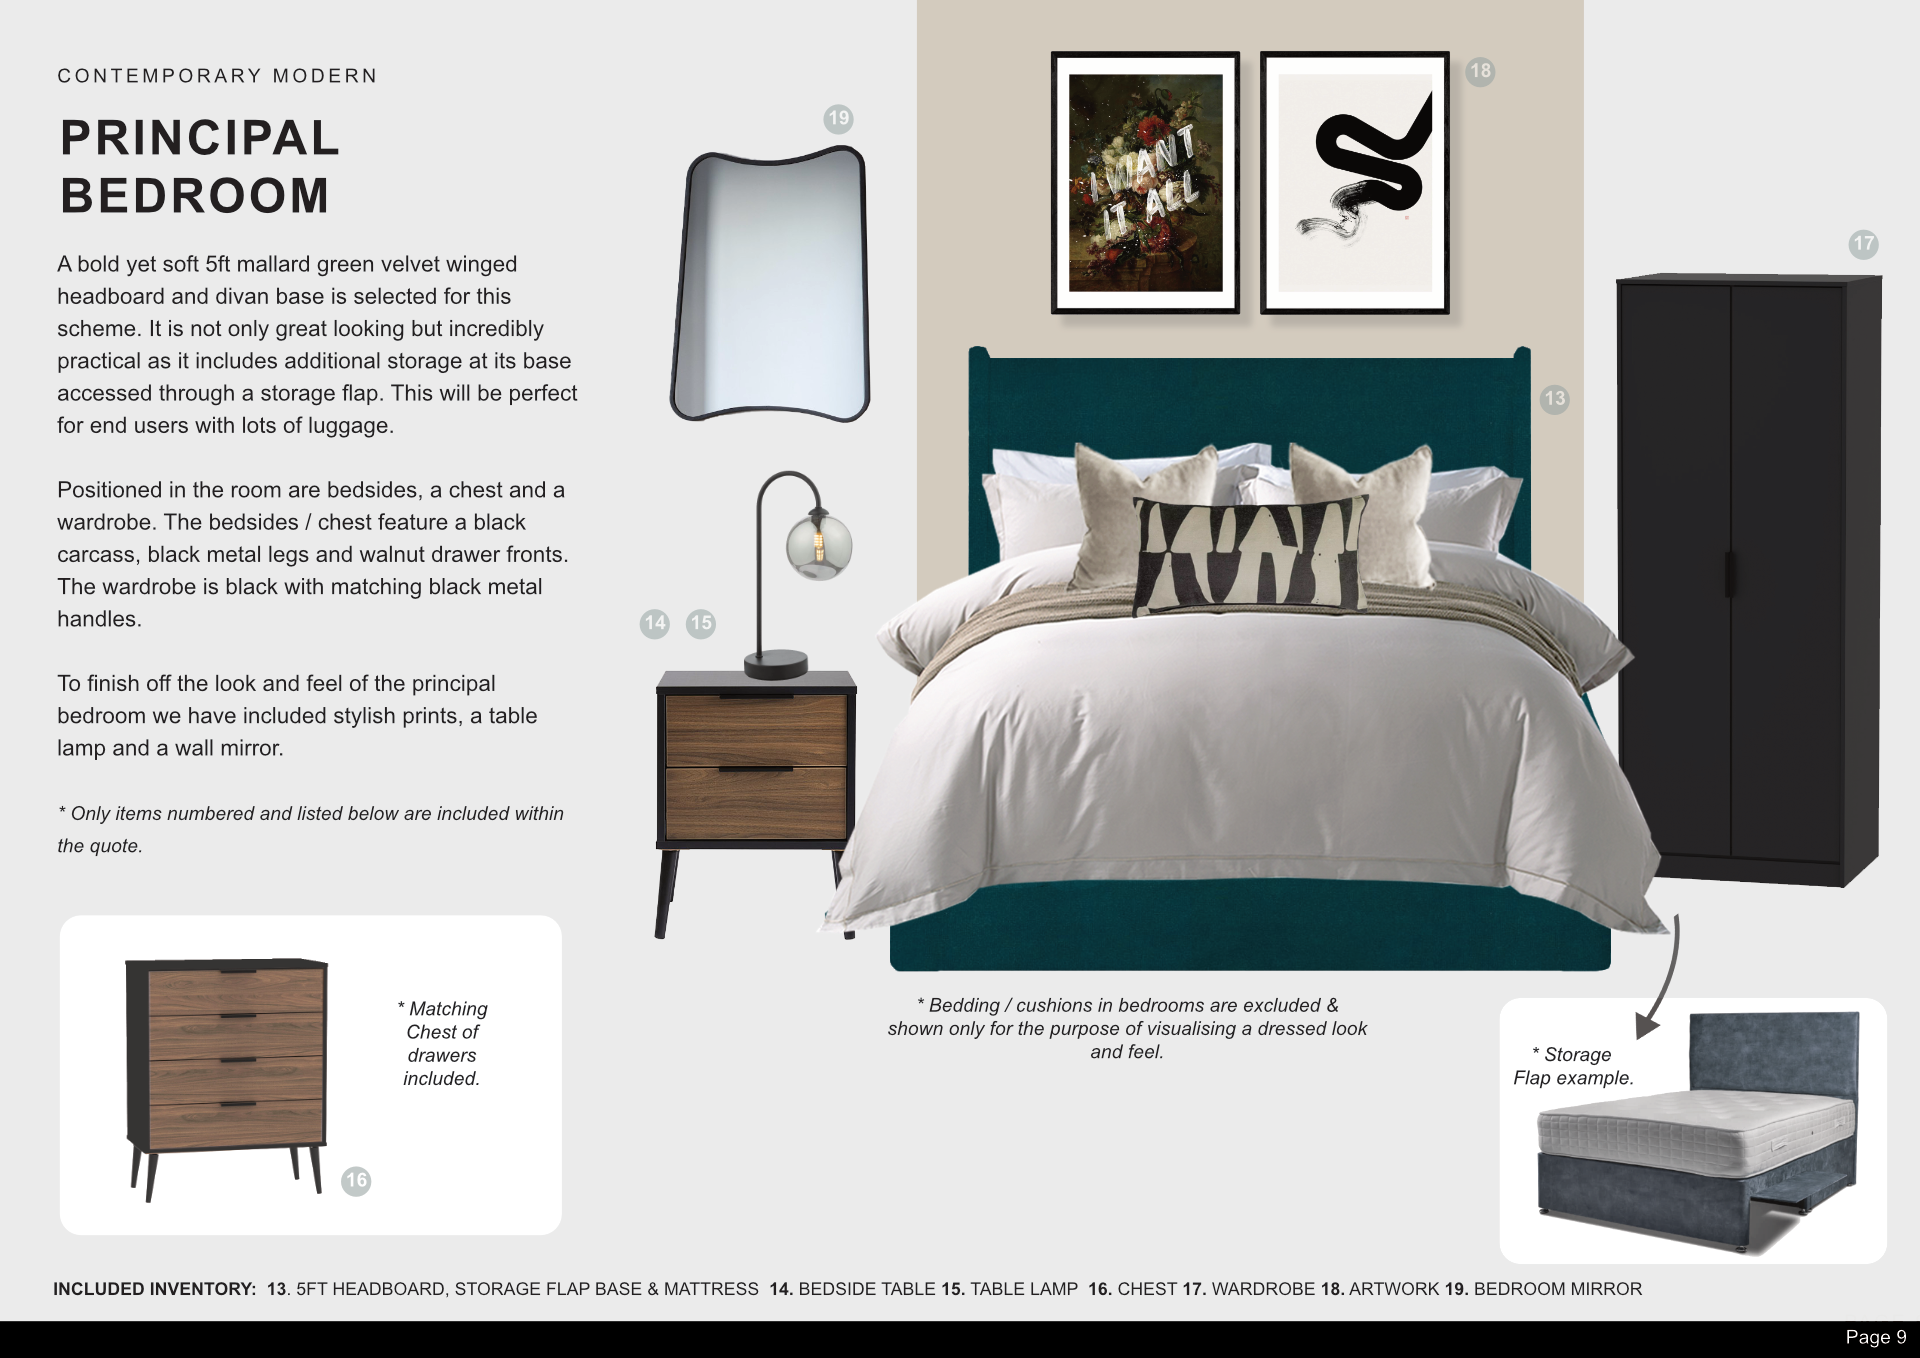 CONTEMPORARY MODERN
PRINCIPAL
BEDROOM
A bold yet soft 5ft mallard green velvet winged
headboard and divan base is selected for this
scheme. It is not only great looking but incredibly
practical as it includes additional storage at its base
accessed through a storage flap. This will be perfect
for end users with lots of luggage.
Positioned in the room are bedsides, a chest and a
wardrobe. The bedsides / chest feature a black
carcass, black metal legs and walnut drawer fronts.
The wardrobe is black with matching black metal
handles.
To finish off the look and feel of the principal
bedroom we have included stylish prints, a table
lamp and a wall mirror.
* Only items numbered and listed below are included within
the quote.
19
18
I WANT
IT ALL
17
13
14 15
* Matching
Chest of
drawers
included.
16
* Bedding / cushions in bedrooms are excluded &
shown only for the purpose of visualising a dressed look
and feel.
* Storage
Flap example.
INCLUDED INVENTORY: 13. 5FT HEADBOARD, STORAGE FLAP BASE & MATTRESS 14. BEDSIDE TABLE 15. TABLE LAMP 16. CHEST 17. WARDROBE 18. ARTWORK 19. BEDROOM MIRROR
Page 9